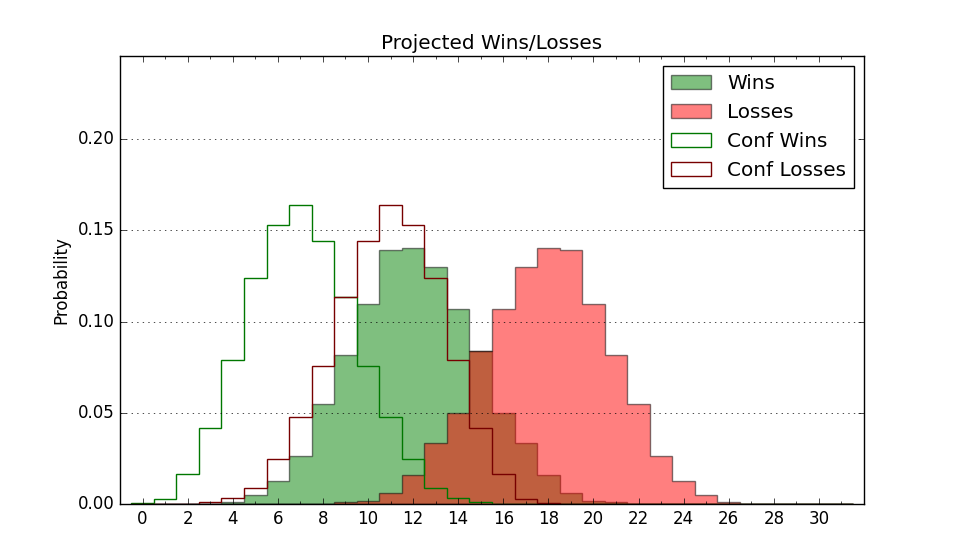 Projected Wins/Losses
Wins
Losses
Conf Wins
Conf Losses
Probability
0.20
0.15
0.10
0.05
0.00
0 2 4 6 8 10 12 14 16 18 20 22 24 26 28 30